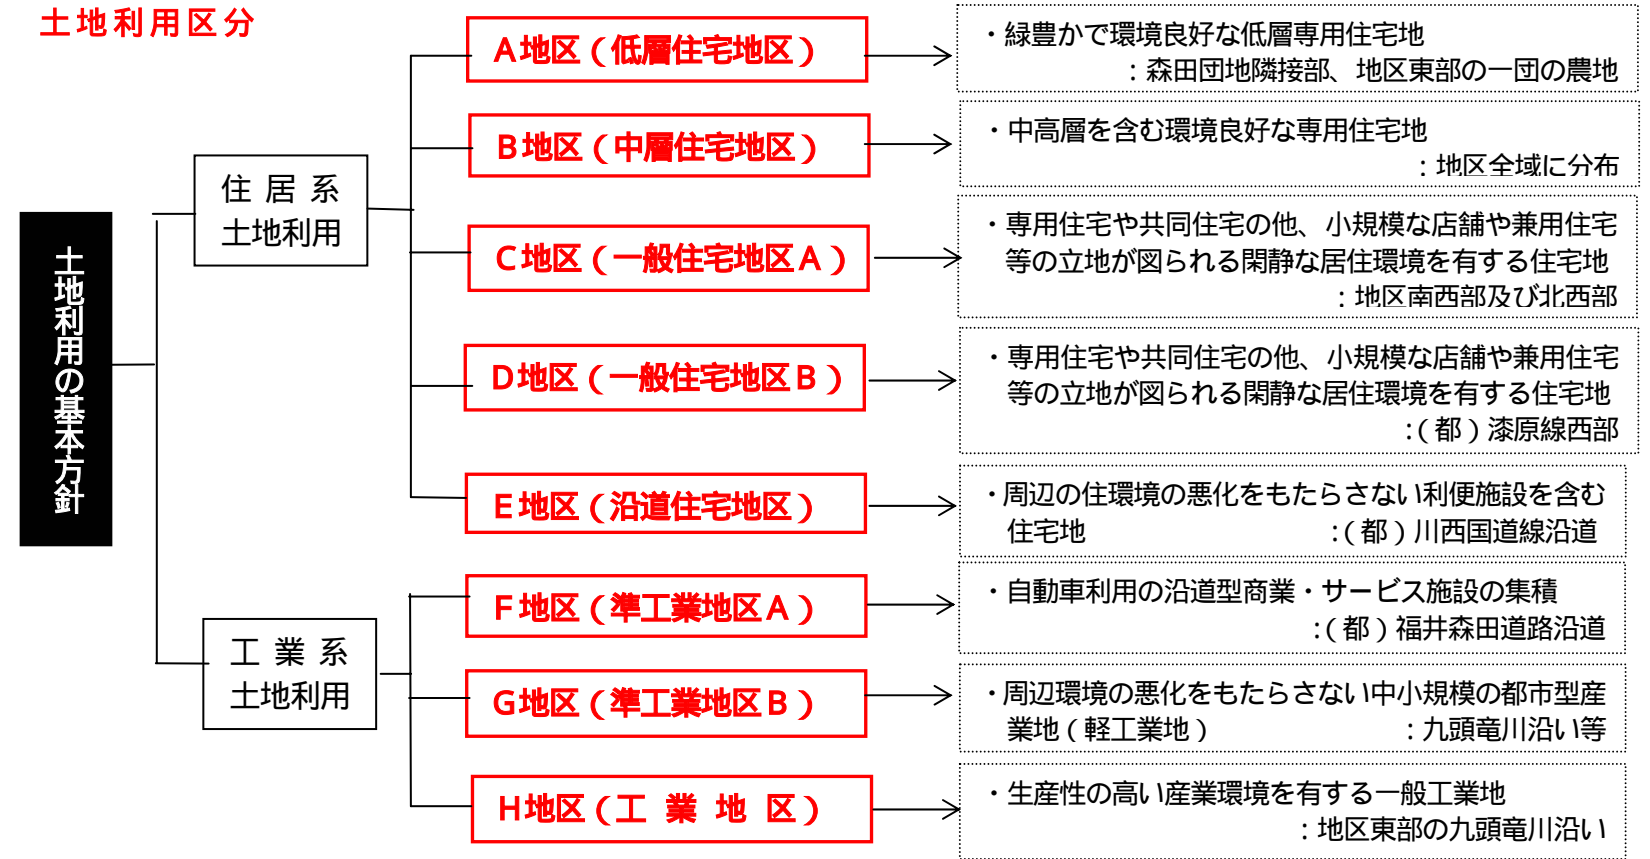 土地利用区分
土地利用の基本方針
住居系
土地利用
A地区(低層住宅地区)
・緑豊かで環境良好な低層専用住宅地
:森田団地隣接部、地区東部の一団の農地
B地区(中層住宅地区)
・中高層を含む環境良好な専用住宅地
:地区全域に分布
C地区(一般住宅地区A)
・専用住宅や共同住宅の他、小規模な店舗や兼用住宅
等の立地が図られる閑静な居住環境を有する住宅地
:地区南西部及び北西部
D地区(一般住宅地区B)
・専用住宅や共同住宅の他、小規模な店舗や兼用住宅
等の立地が図られる閑静な居住環境を有する住宅地
:(都)漆原線西部
E地区(沿道住宅地区)
・周辺の住環境の悪化をもたらさない利便施設を含む
住宅地 :(都)川西国道線沿道
工業系
土地利用
F地区(準工業地区A)
・自動車利用の沿道型商業・サービス施設の集積
:(都)福井森田道路沿道
G地区(準工業地区B)
・周辺環境の悪化をもたらさない中小規模の都市型産
業地(軽工業地) :九頭竜川沿い等
H地区(工業地区)
・生産性の高い産業環境を有する一般工業地
:地区東部の九頭竜川沿い